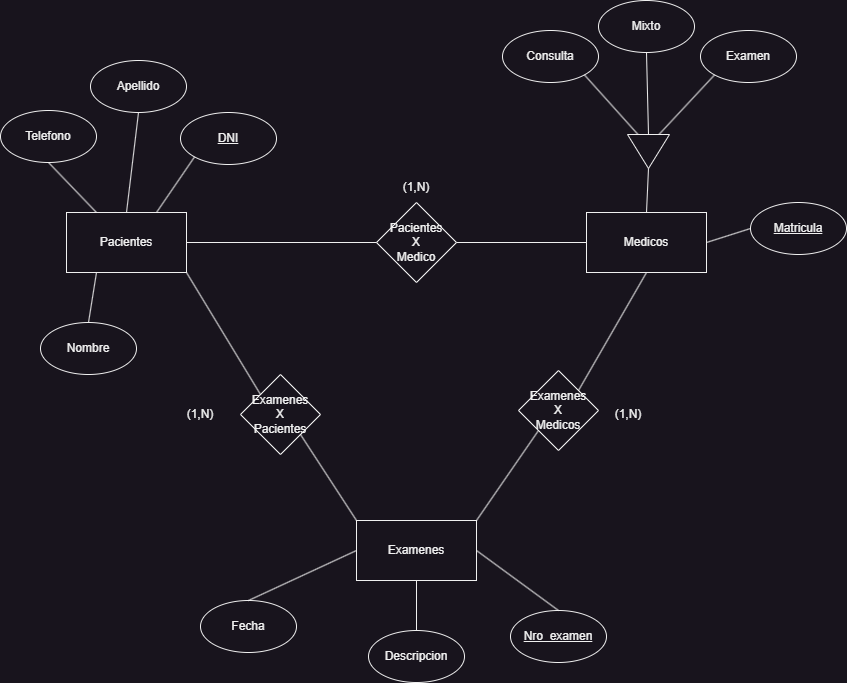 Mixto
Consulta
Examen
Apellido
Telefono
DNI
(1,N)
Pacientes
Pacientes
X
Medico
Medicos
Matricula
Nombre
(1,N)
Examenes
X
Pacientes
Examenes
X
Medicos
(1,N)
Examenes
Fecha
Descripcion
Nro_examen